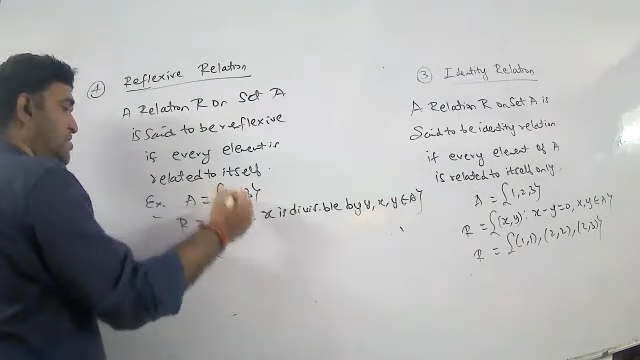 ④ Reflexive Relation
A Relation R on Set A
is said to be reflexive
if every element is
related to itself.
Ex. A = {
R = x is divisible by y, x, y ∈ A}
③ Identity Relation
A Relation R on Set A is
Said to be identity relation
if every element of A
is related to itself only.
A = {1,2,3}
R = {(x,y): x-y=0, x,y ∈ A}
R = {(1,1), (2,2), (2,3)}